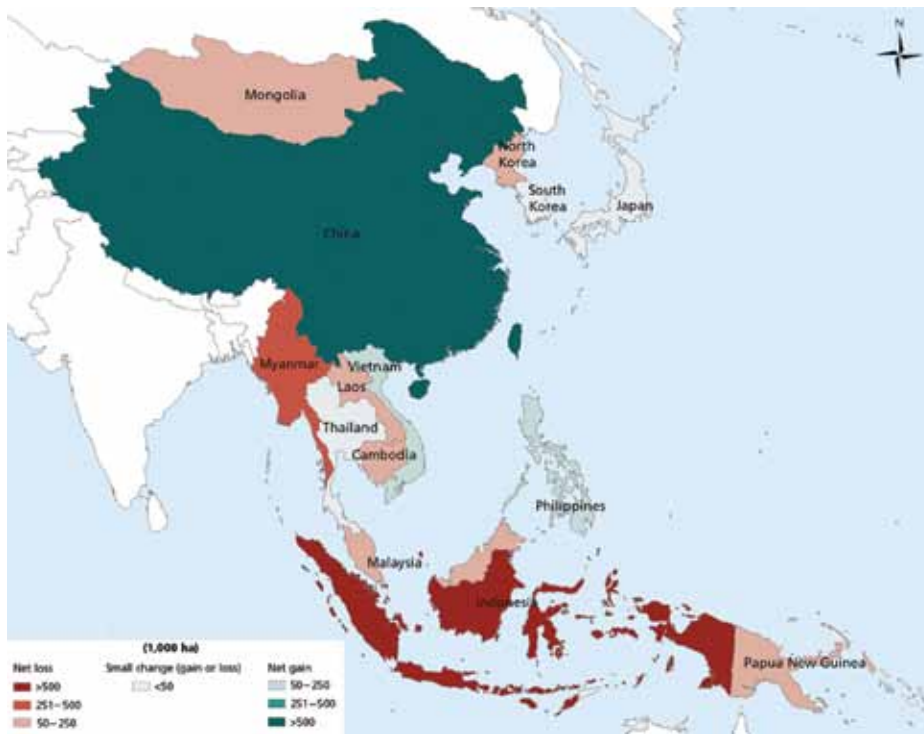 N
Mongolia
North
Korea
South
Korea
Japan
China
Myanmar
Vietnam
Laos
Thailand
Cambodia
Philippines
Malaysia
Indonesia
Papua New Guinea
(1,000 ha)
Net loss
>500
251–500
50–250
Small change (gain or loss)
<50
Net gain
50–250
251–500
>500